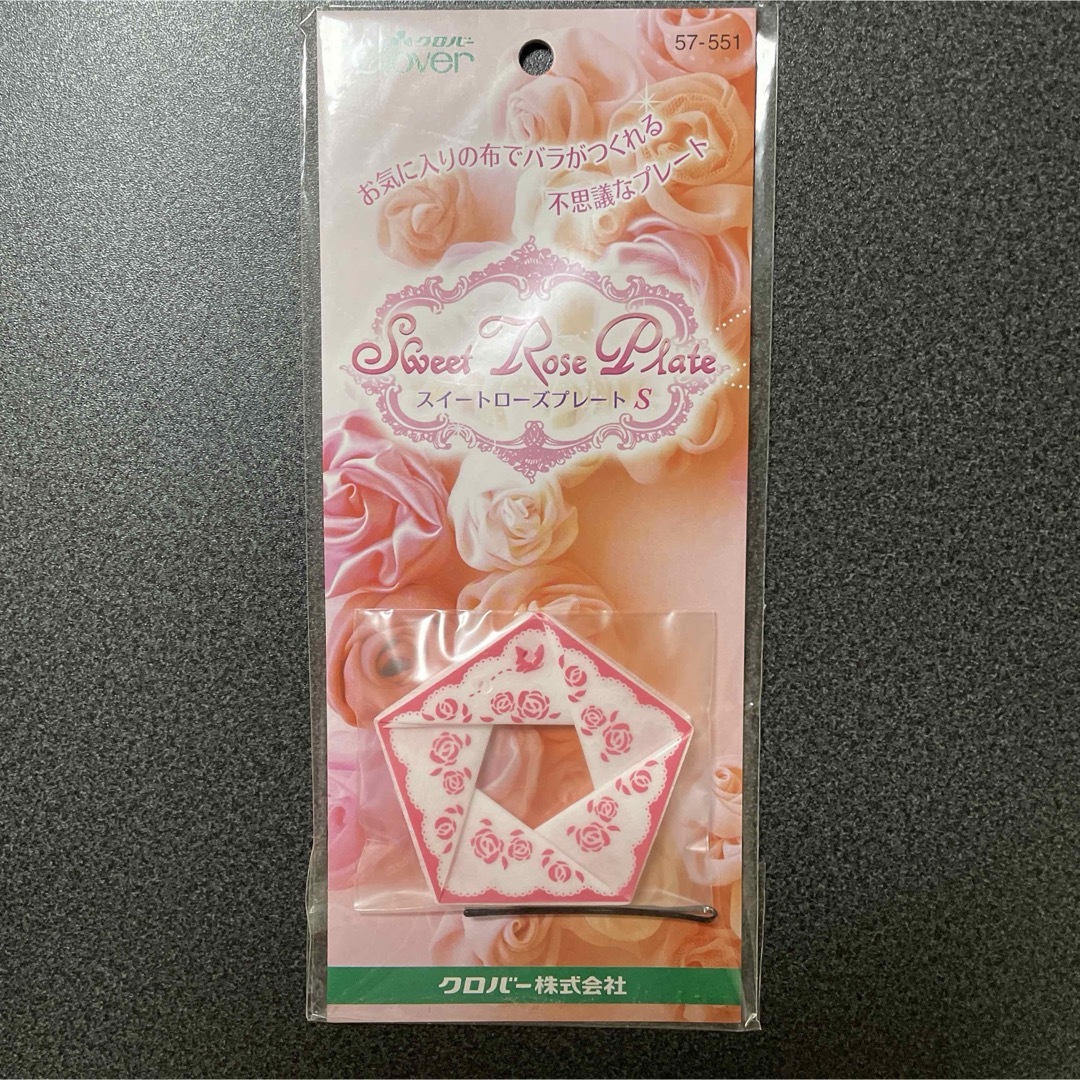 クロバー
Clover
57-551
お気に入りの布でバラがつくれる
不思議なプレート
Sweet Rose Plate
スイートローズプレート S
クロバー株式会社